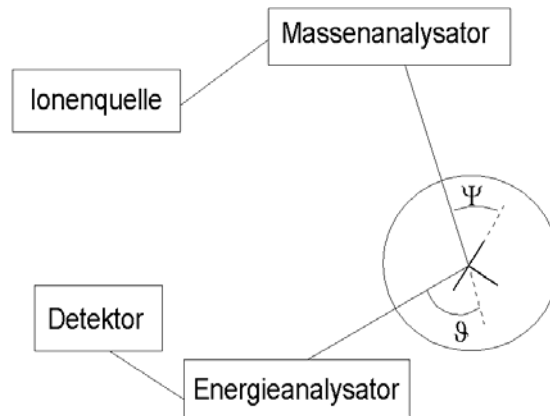 Massenanalysator
Ionenquelle
Ψ
ϑ
Detektor
Energieanalysator